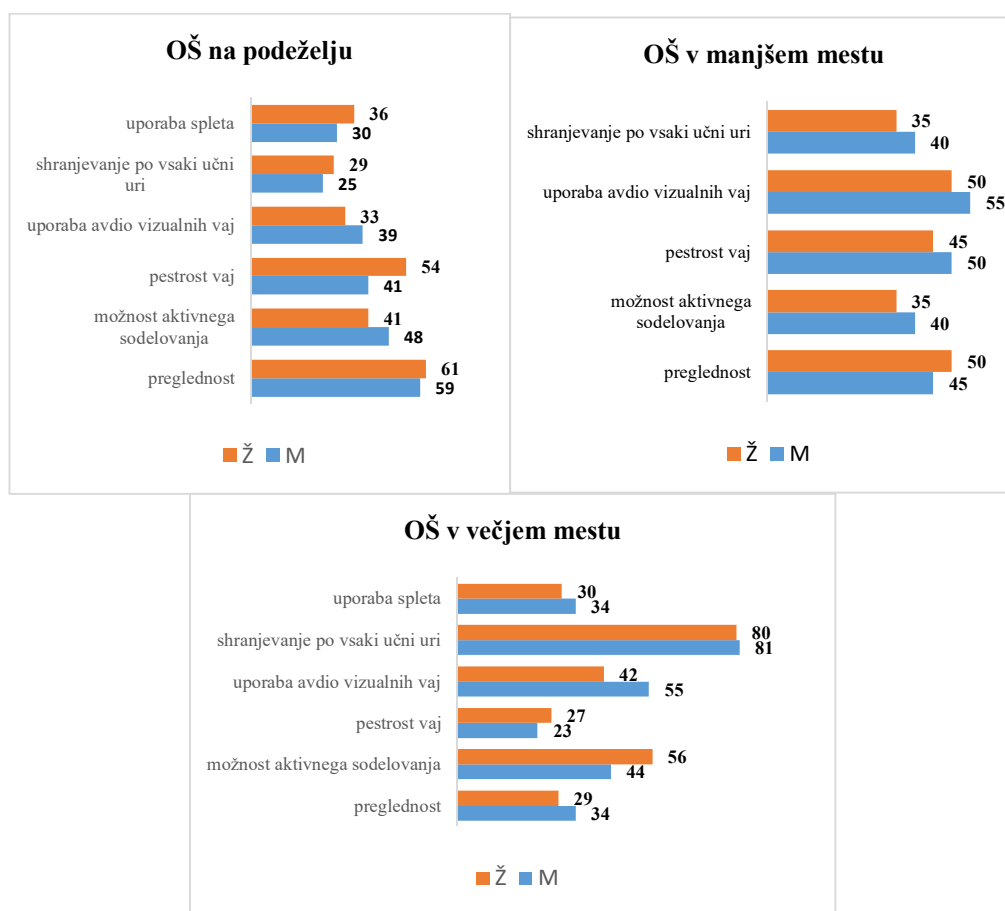 OŠ na podeželju
uporaba spleta
36
30
shranjevanje po vsaki učni
uri
29
25
uporaba avdio vizualnih vaj
33
39
pestrost vaj
54
41
možnost aktivnega
sodelovanja
41
48
preglednost
61
59
Ž M
OŠ v manjšem mestu
shranjevanje po vsaki učni uri
35
40
uporaba avdio vizualnih vaj
50
55
pestrost vaj
45
50
možnost aktivnega
sodelovanja
35
40
preglednost
50
45
Ž M
OŠ v večjem mestu
uporaba spleta
30
34
shranjevanje po vsaki učni uri
80
81
uporaba avdio vizualnih vaj
42
55
pestrost vaj
27
23
možnost aktivnega sodelovanja
56
44
preglednost
29
34
Ž M